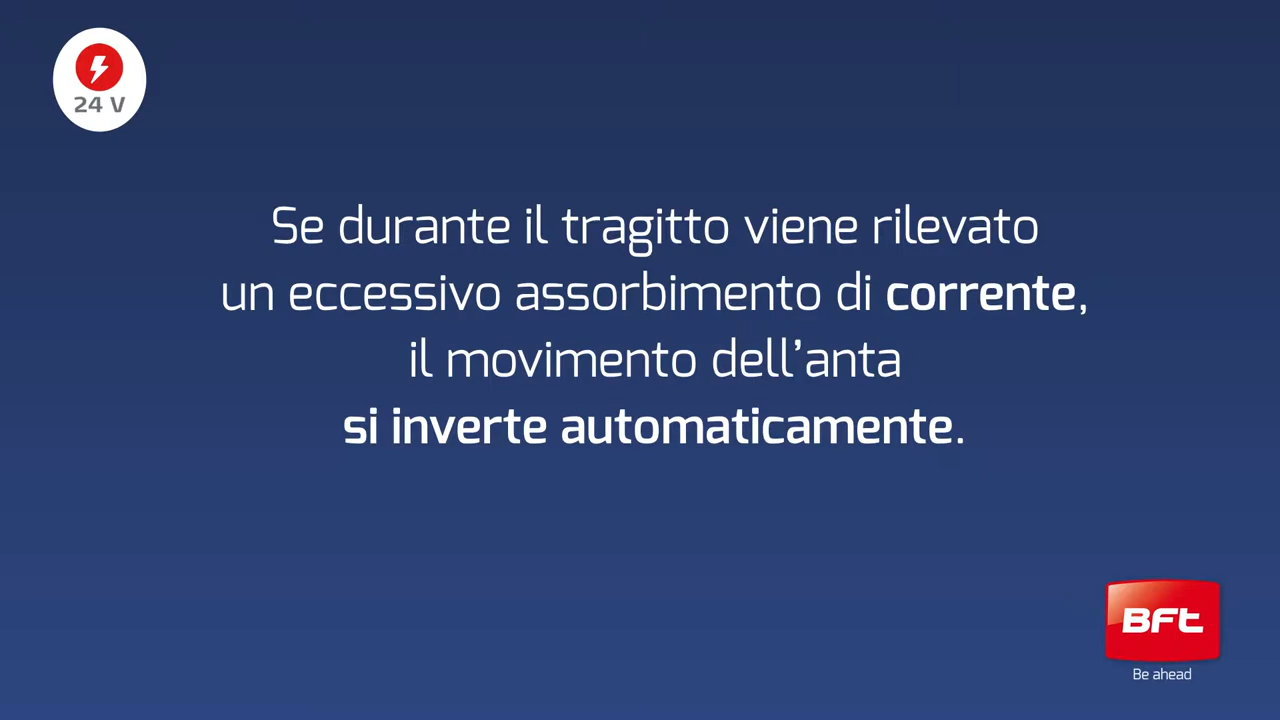 24 V
Se durante il tragitto viene rilevato
un eccessivo assorbimento di corrente,
il movimento dell’anta
si inverte automaticamente.
BFt
Be ahead